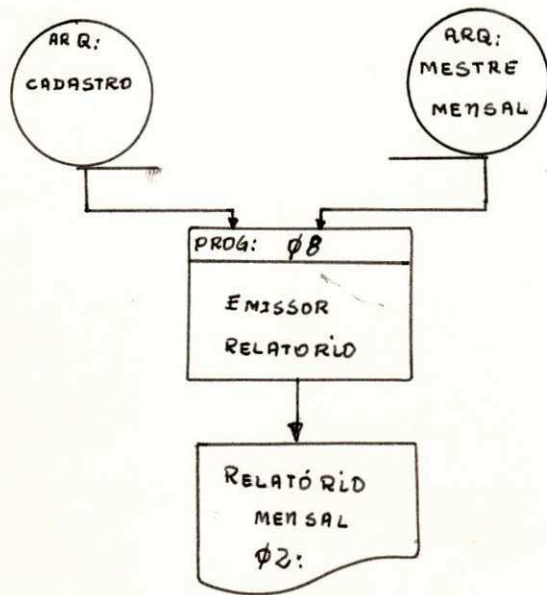 ARQ:
CADASTRO
ARQ:
MESTRE
MENSAL
PROG: Ø8
EMISSOR
RELATORIO
RELATÓRIO
MENSAL
Ø2: